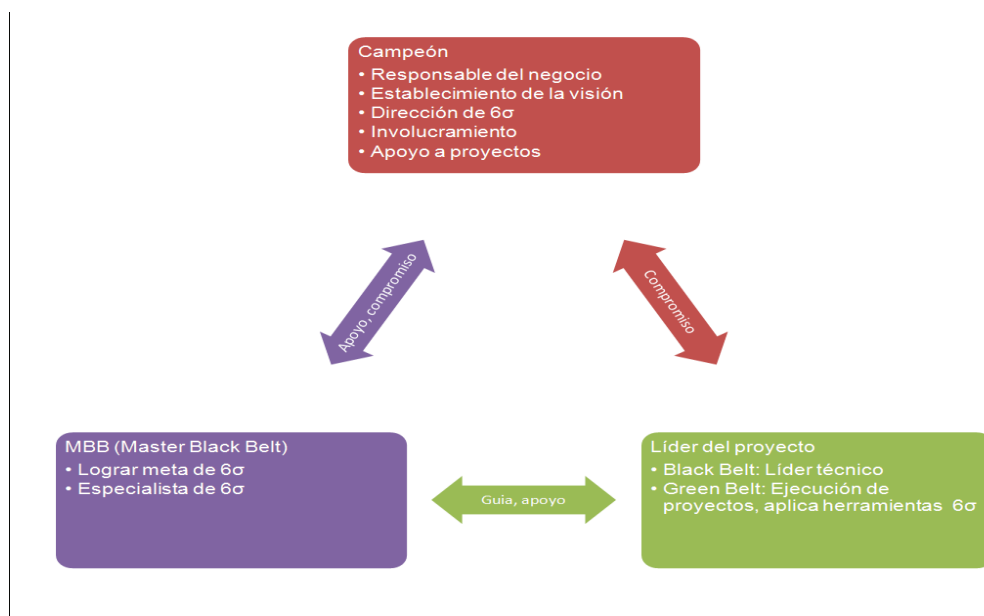 Campeón
• Responsable del negocio
• Establecimiento de la visión
• Dirección de 6σ
• Involucramiento
• Apoyo a proyectos
Apoyo, compromiso
Compromiso
MBB (Master Black Belt)
• Lograr meta de 6σ
• Especialista de 6σ
Guia, apoyo
Líder del proyecto
• Black Belt: Líder técnico
• Green Belt: Ejecución de
proyectos, aplica herramientas 6σ